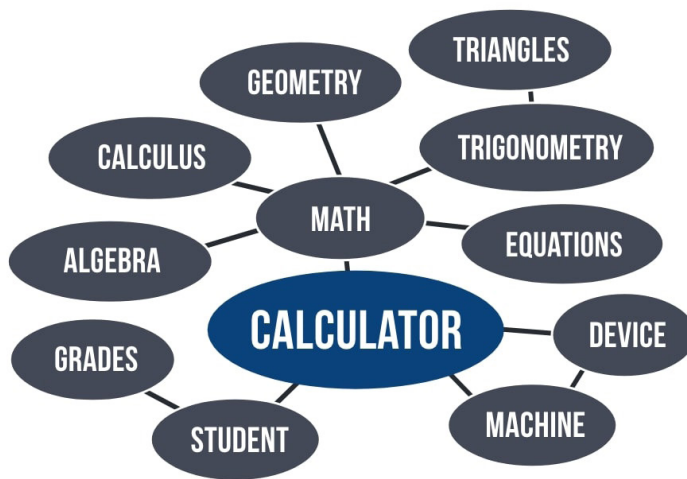 TRIANGLES
GEOMETRY
TRIGONOMETRY
CALCULUS
MATH
EQUATIONS
ALGEBRA
CALCULATOR
DEVICE
GRADES
MACHINE
STUDENT